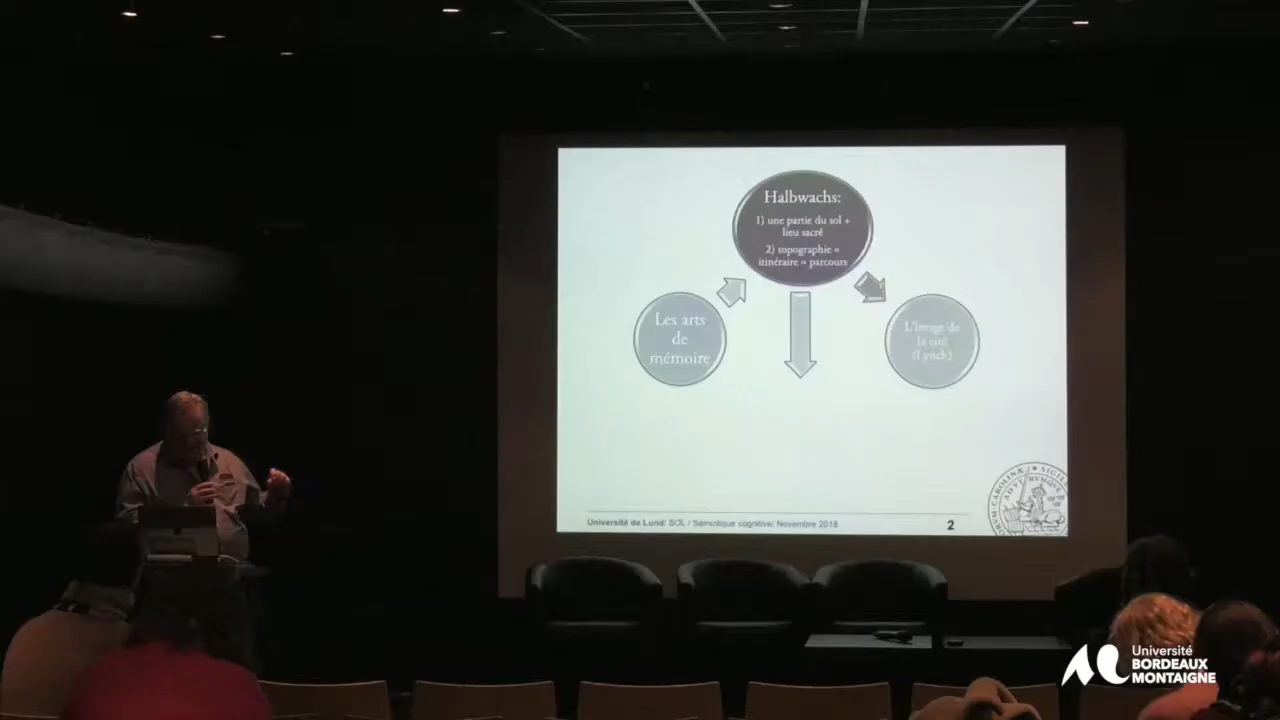 Halbwachs:
1) une partie du sol +
lieu sacré
2) topographie =
itinéraire = parcours
Les arts
de
mémoire
L'image de
la cité
(Lynch)
Université de Lund/ SOL / Sémiotique cognitive/ Novembre 2018
2
Université
BORDEAUX
MONTAIGNE